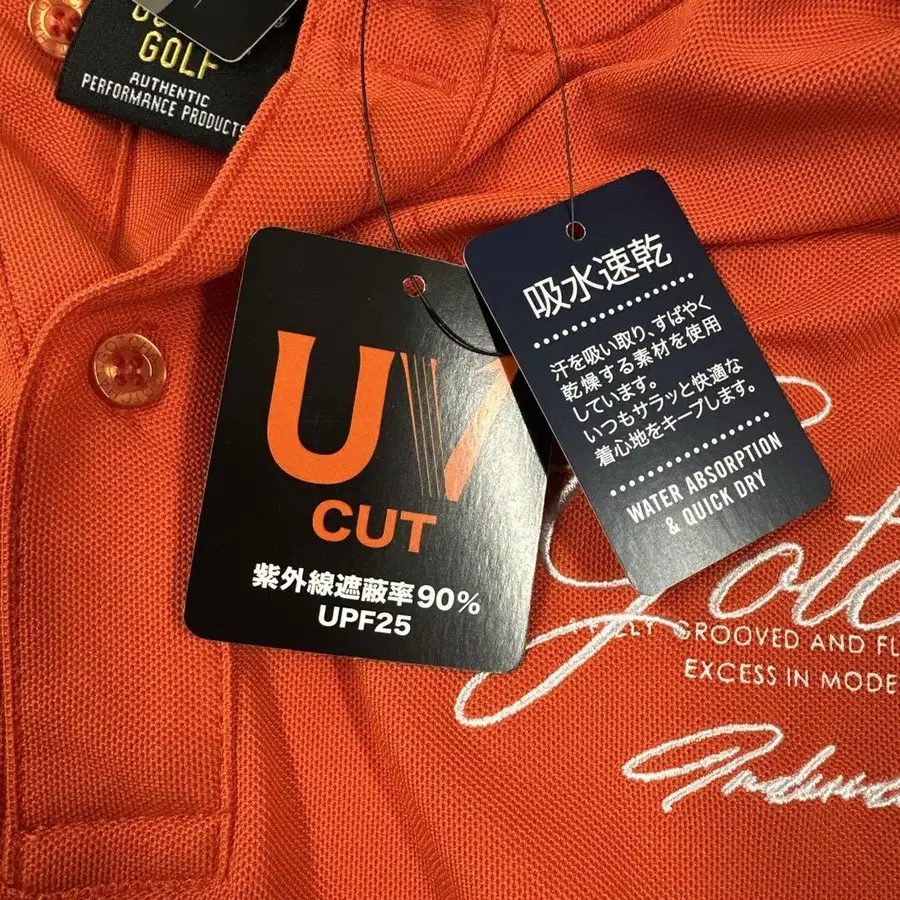 GOLF
AUTHENTIC
PERFORMANCE PRODUCTS
UV
CUT
紫外線遮蔽率90%
UPF25
吸水速乾
汗を吸い取り、すばやく
乾燥する素材を使用
しています。
いつもサラッと快適な
着心地をキープします。
WATER ABSORPTION
& QUICK DRY
GROOVED AND
EXCESS IN